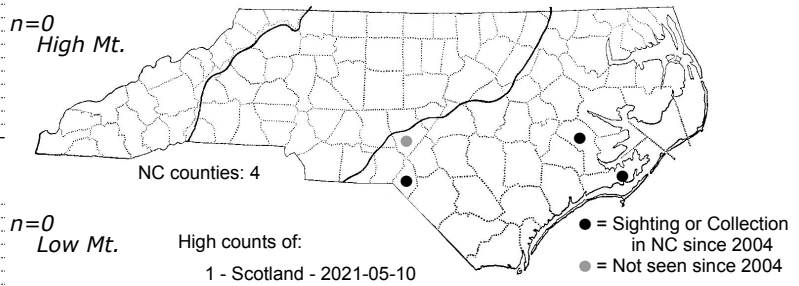 n=0
High Mt.
NC counties: 4
n=0
Low Mt.
High counts of:
1 - Scotland - 2021-05-10
● = Sighting or Collection
in NC since 2004
● = Not seen since 2004